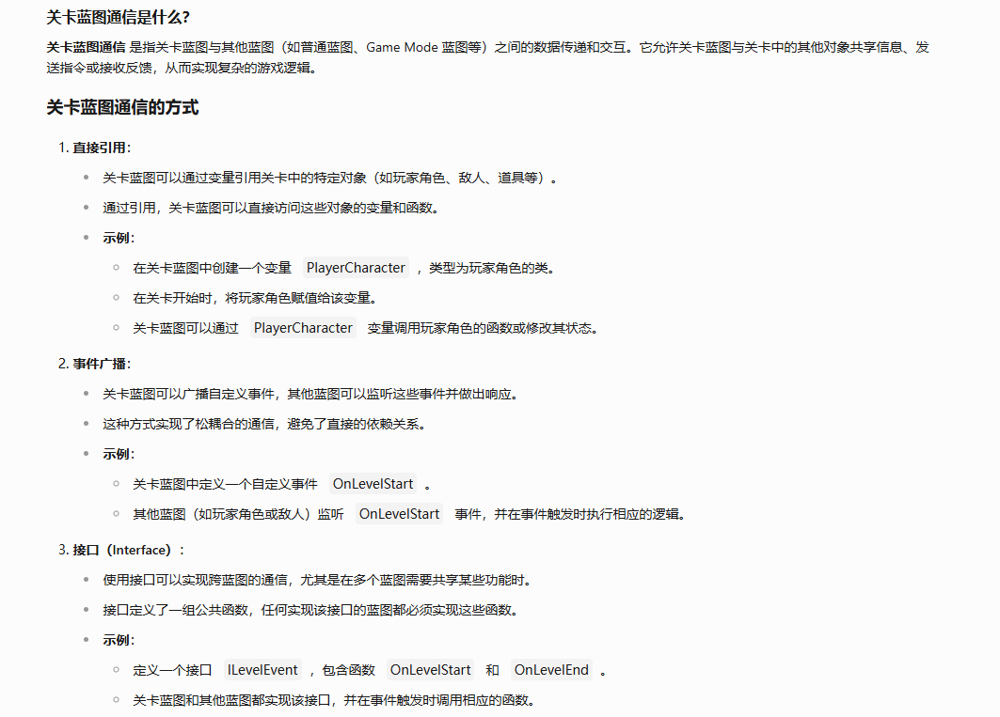 关卡蓝图通信是什么?
关卡蓝图通信 是指关卡蓝图与其他蓝图（如普通蓝图、Game Mode 蓝图等）之间的数据传递和交互。它允许关卡蓝图与关卡中的其他对象共享信息、发
送指令或接收反馈，从而实现复杂的游戏逻辑。
关卡蓝图通信的方式
1. 直接引用：
关卡蓝图可以通过变量引用关卡中的特定对象（如玩家角色、敌人、道具等）。
通过引用，关卡蓝图可以直接访问这些对象的变量和函数。
示例：
在关卡蓝图中创建一个变量 PlayerCharacter ，类型为玩家角色的类。
在关卡开始时，将玩家角色赋值给该变量。
关卡蓝图可以通过 PlayerCharacter 变量调用玩家角色的函数或修改其状态。
2. 事件广播：
关卡蓝图可以广播自定义事件，其他蓝图可以监听这些事件并做出响应。
这种方式实现了松耦合的通信，避免了直接的依赖关系。
示例：
关卡蓝图中定义一个自定义事件 OnLevelStart 。
其他蓝图（如玩家角色或敌人）监听 OnLevelStart 事件，并在事件触发时执行相应的逻辑。
3. 接口（Interface）：
使用接口可以实现跨蓝图的通信，尤其是在多个蓝图需要共享某些功能时。
接口定义了一组公共函数，任何实现该接口的蓝图都必须实现这些函数。
示例：
定义一个接口 ILevelEvent ，包含函数 OnLevelStart 和 OnLevelEnd 。
关卡蓝图和其他蓝图都实现该接口，并在事件触发时调用相应的函数。